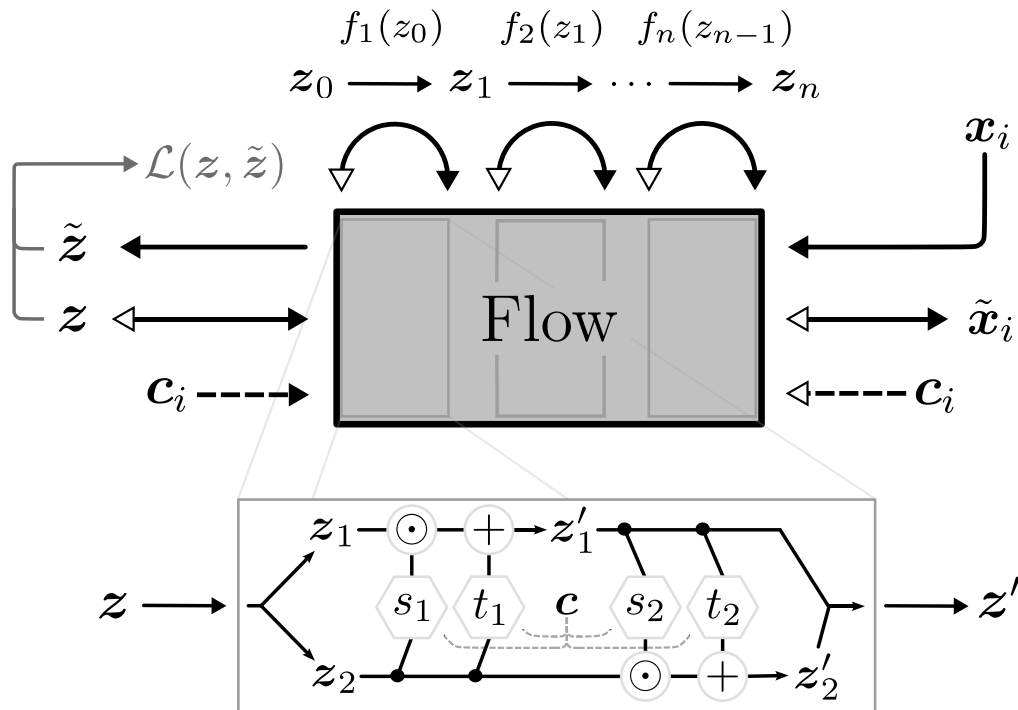 f₁(z₀) f₂(z₁) fₙ(zₙ₋₁)
z₀ z₁ ··· zₙ
xᵢ
ℒ(z, z̃)
z̃
z Flow x̃ᵢ
cᵢ cᵢ
z₁ ⊙ + z′₁
z s₁ t₁ c s₂ t₂ z′
z₂ ⊙ + z′₂